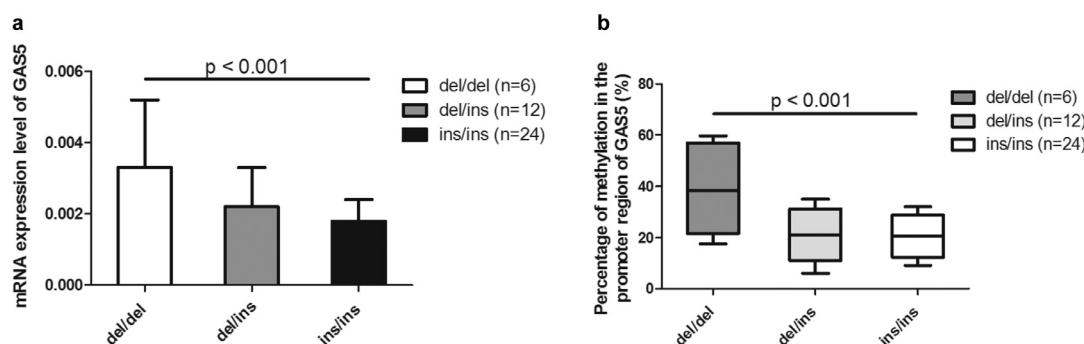 a
mRNA expression level of GAS5
0.006
0.004
0.002
0.000
p < 0.001
del/del (n=6)
del/ins (n=12)
ins/ins (n=24)
del/del
del/ins
ins/ins
b
Percentage of methylation in the
promoter region of GAS5 (%)
80
60
40
20
0
p < 0.001
del/del (n=6)
del/ins (n=12)
ins/ins (n=24)
del/del
del/ins
ins/ins